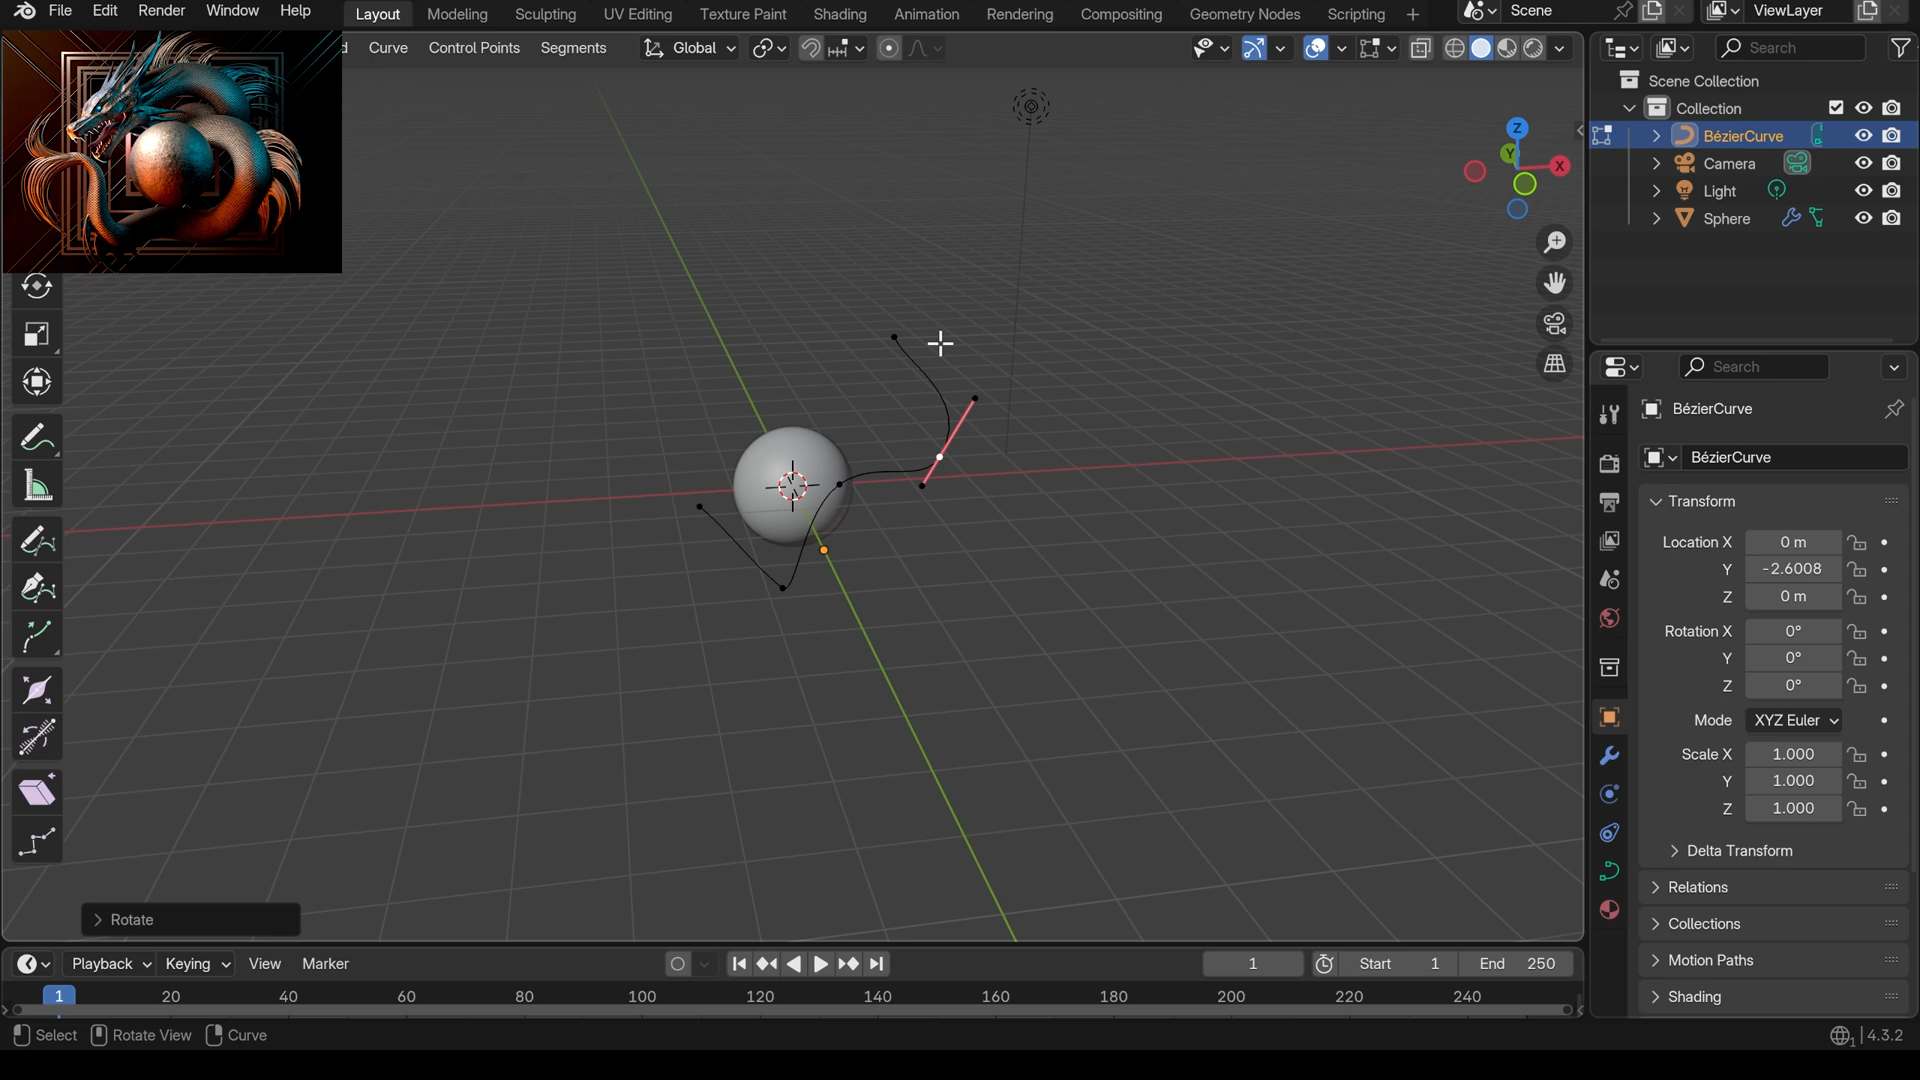 File Edit Render Window Help
Layout Modeling Sculpting UV Editing Texture Paint Shading Animation Rendering Compositing Geometry Nodes Scripting +
Scene
ViewLayer
d Curve Control Points Segments
Global
Search
Scene Collection
Collection
BézierCurve
Camera
Light
Sphere
Z
Y
X
Search
BézierCurve
BézierCurve
Transform
Location X 0 m
Y -2.6008
Z 0 m
Rotation X 0°
Y 0°
Z 0°
Mode XYZ Euler
Scale X 1.000
Y 1.000
Z 1.000
Delta Transform
Relations
Collections
Motion Paths
Shading
Rotate
Playback Keying View Marker
1 Start 1 End 250
1 20 40 60 80 100 120 140 160 180 200 220 240
Select Rotate View Curve
1 4.3.2